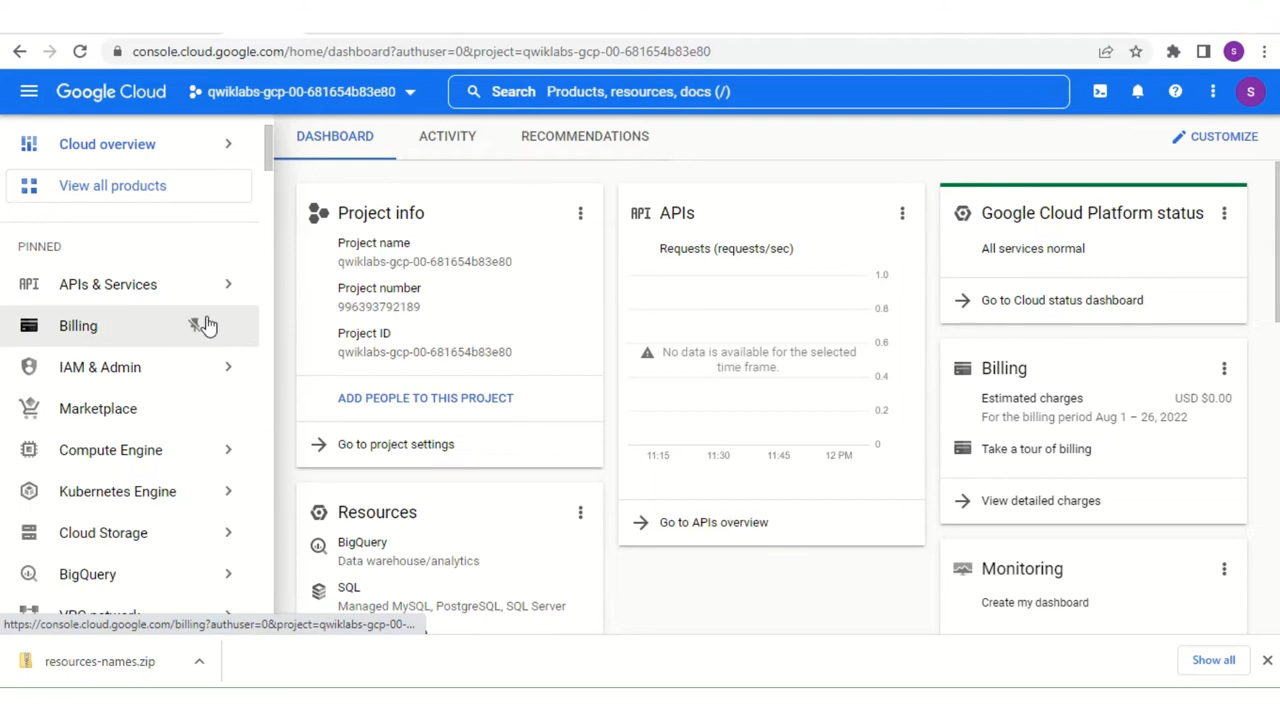 console.cloud.google.com/home/dashboard?authuser=0&project=qwiklabs-gcp-00-681654b83e80
S
Google Cloud
qwiklabs-gcp-00-681654b83e80
Search Products, resources, docs (/)
S
Cloud overview
View all products
PINNED
API APIs & Services
Billing
IAM & Admin
Marketplace
Compute Engine
Kubernetes Engine
Cloud Storage
BigQuery
VPC network
DASHBOARD
ACTIVITY
RECOMMENDATIONS
CUSTOMIZE
Project info
Project name
qwiklabs-gcp-00-681654b83e80
Project number
996393792189
Project ID
qwiklabs-gcp-00-681654b83e80
ADD PEOPLE TO THIS PROJECT
Go to project settings
Resources
BigQuery
Data warehouse/analytics
SQL
Managed MySQL, PostgreSQL, SQL Server
API APIs
Requests (requests/sec)
1.0
0.8
0.6
0.4
0.2
0
No data is available for the selected
time frame.
11:15 11:30 11:45 12 PM
Go to APIs overview
Google Cloud Platform status
All services normal
Go to Cloud status dashboard
Billing
Estimated charges USD $0.00
For the billing period Aug 1 – 26, 2022
Take a tour of billing
View detailed charges
Monitoring
Create my dashboard
https://console.cloud.google.com/billing?authuser=0&project=qwiklabs-gcp-00-...
resources-names.zip
Show all